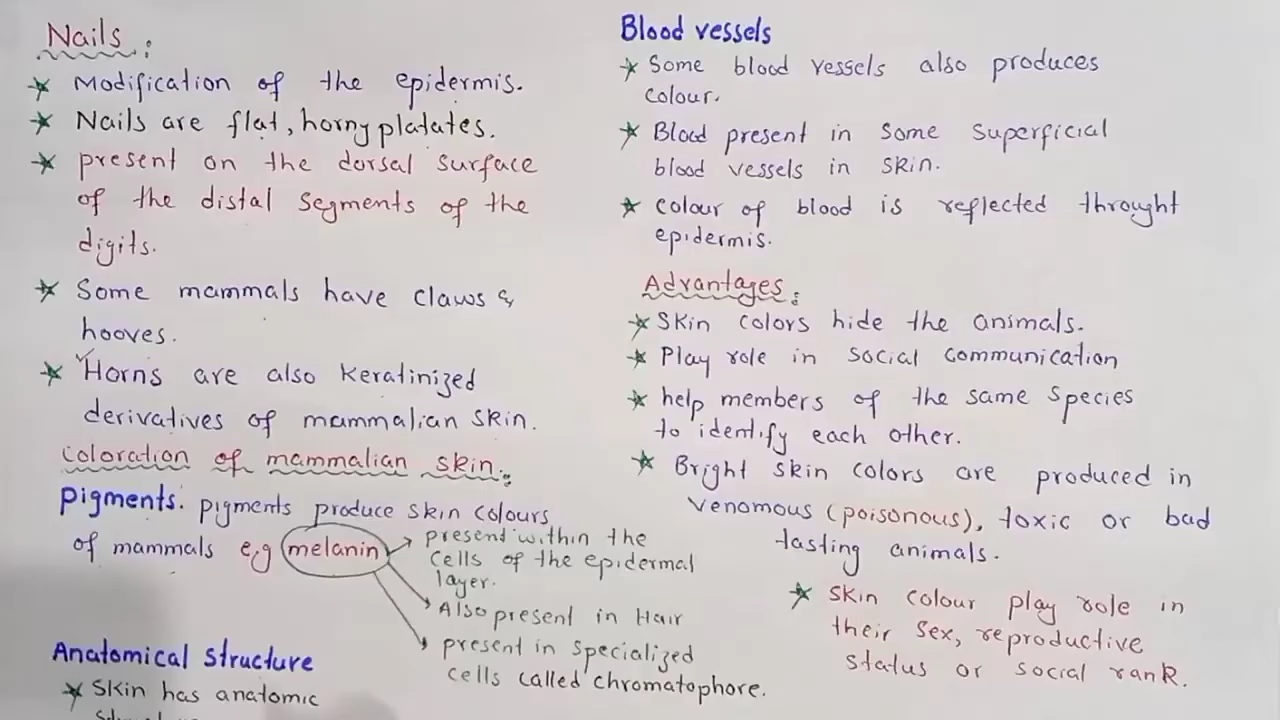 Nails :
Modification of the epidermis.
Nails are flat, horny platates.
present on the dorsal surface
of the distal segments of the
digits.
Some mammals have claws &
hooves.
Horns are also keratinized
derivatives of mammalian skin.
coloration of mammalian skin:
Pigments: pigments produce skin colours
of mammals e,g melanin
present within the
cells of the epidermal
layer.
Also present in Hair
present in specialized
cells called chromatophore.
Anatomical structure
Skin has anatomic
Blood vessels
Some blood vessels also produces
colour.
Blood present in some superficial
blood vessels in skin.
colour of blood is reflected throught
epidermis.
Advantages:
Skin colors hide the animals.
Play role in social communication
help members of the same species
to identify each other.
Bright skin colors are produced in
venomous (poisonous), toxic or bad
tasting animals.
Skin colour play role in
their sex, reproductive
status or social rank.